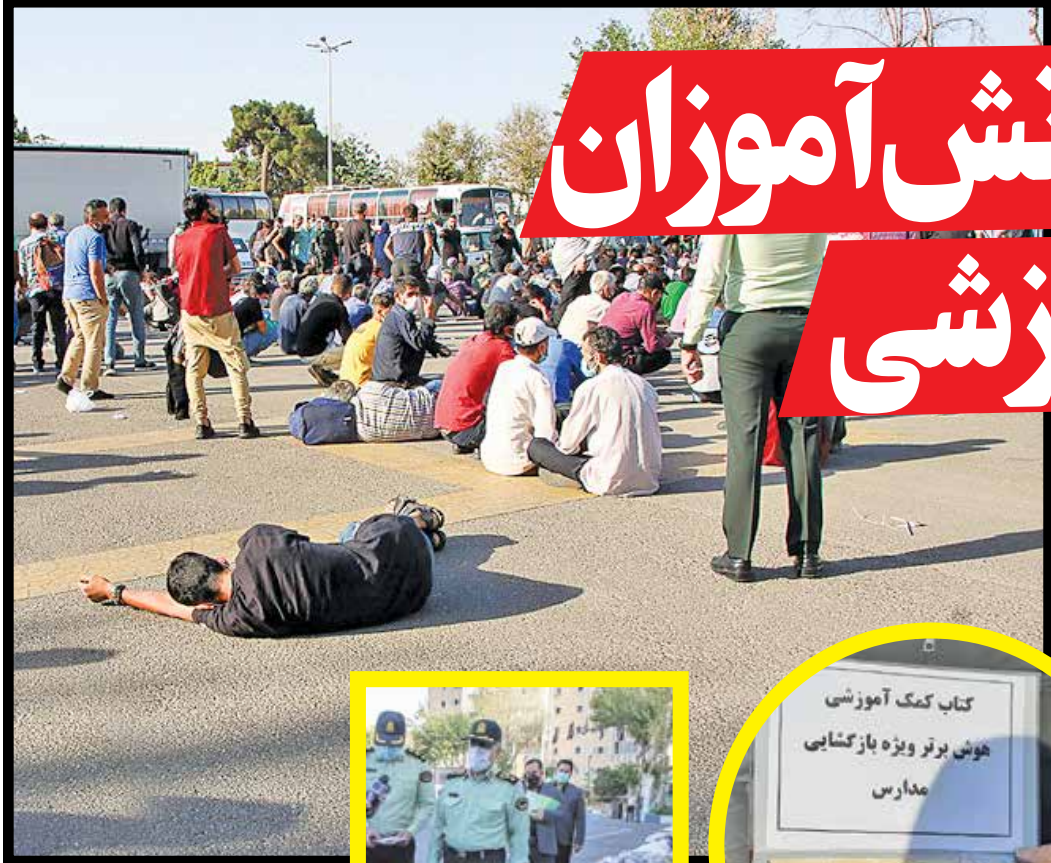 نش‌آموزان
زشی
کتاب کمک آموزشی
هوش برتر ویژه بازگشایی
مدارس